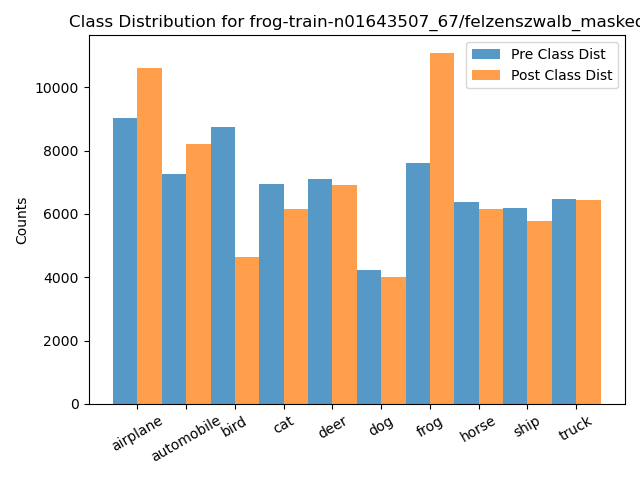 Class Distribution for frog-train-n01643507_67/felzenszwalb_masked
Pre Class Dist
Post Class Dist
Counts
10000
8000
6000
4000
2000
0
airplane
automobile
bird
cat
deer
dog
frog
horse
ship
truck